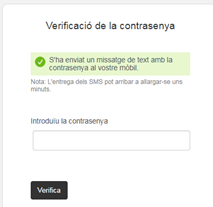 Verificació de la contrasenya
S'ha enviat un missatge de text amb la
contrasenya al vostre mòbil.
Nota: L'entrega dels SMS pot arribar a allargar-se uns
minuts.
Introduïu la contrasenya
Verifica